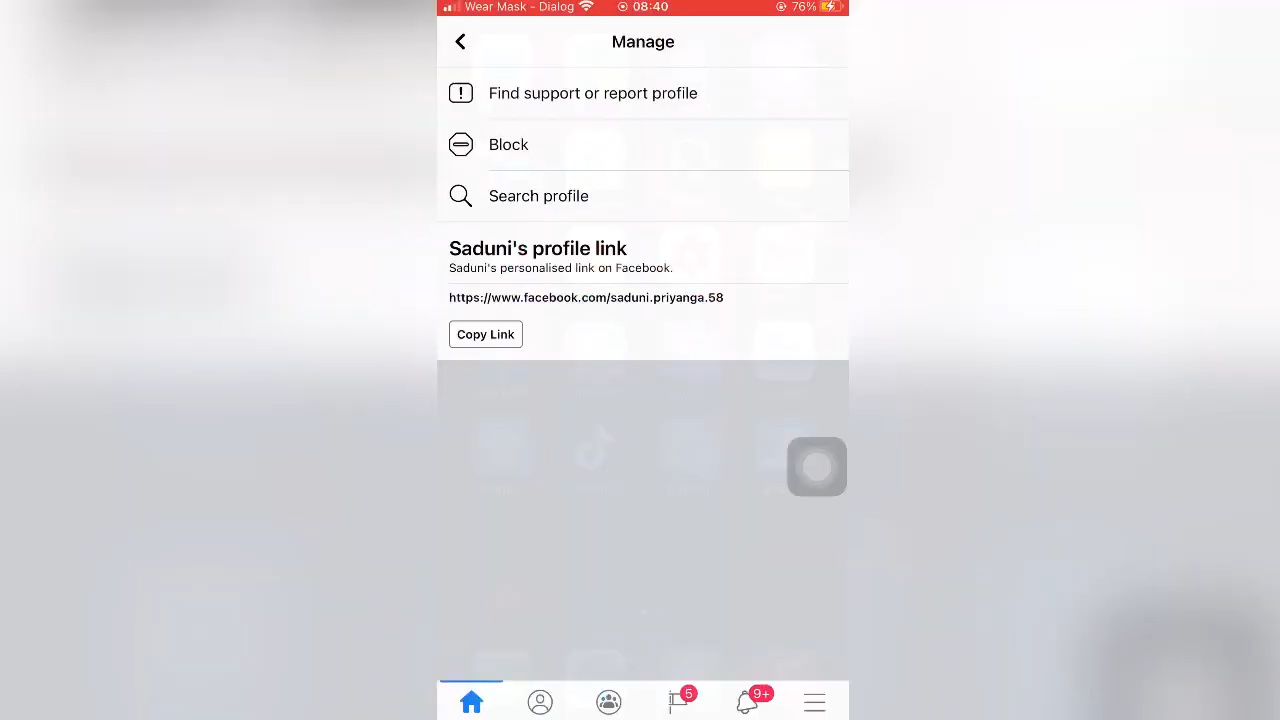 Wear Mask - Dialog 08:40 76%
Manage
Find support or report profile
Block
Search profile
Saduni's profile link
Saduni's personalised link on Facebook.
https://www.facebook.com/saduni.priyanga.58
Copy Link
5 9+